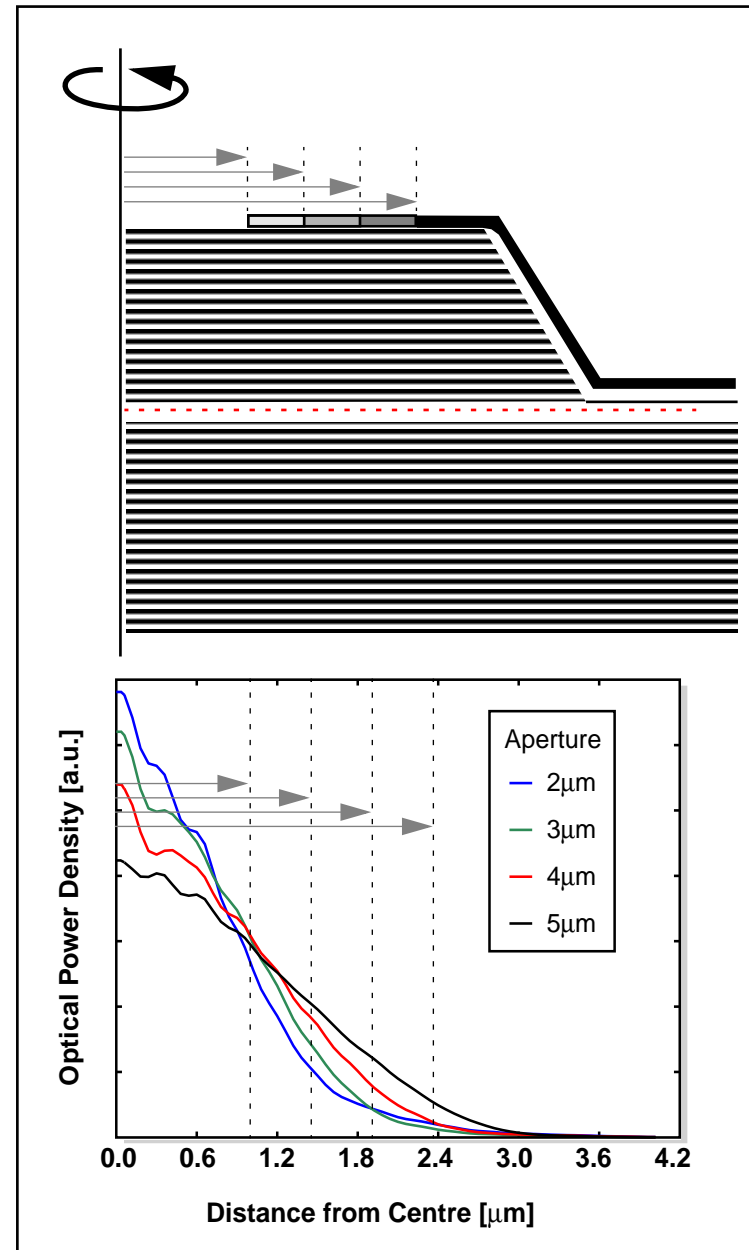 Optical Power Density [a.u.]
Aperture
2μm
3μm
4μm
5μm
0.0 0.6 1.2 1.8 2.4 3.0 3.6 4.2
Distance from Centre [μm]